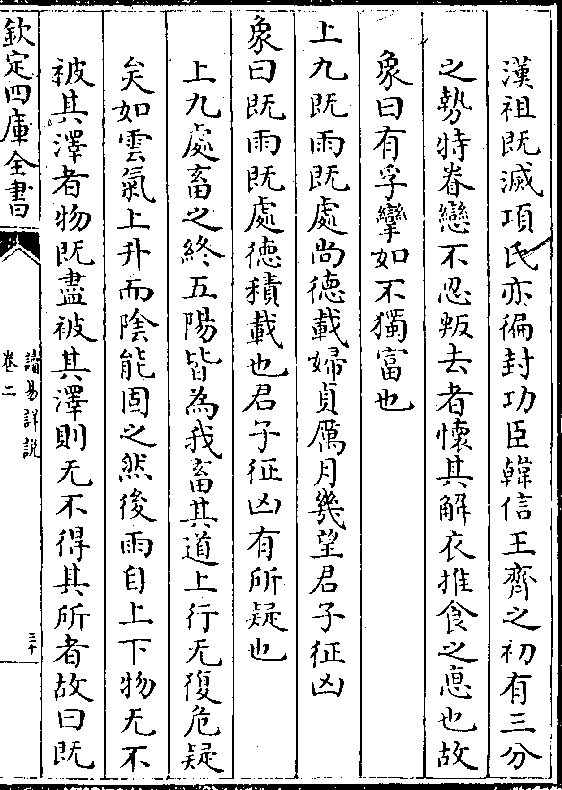 漢祖既滅項氏亦徧封功臣韓信王齊之初有三分
之勢特眷戀不忍叛去者懷其解衣推食之恩也故
象曰有孚攣如不獨富也
上九既雨既處尚德載婦貞厲月幾望君子征凶
象曰既雨既處德積載也君子征凶有所疑也
上九處畜之終五陽皆為我畜其道上行无復危疑
矣如雲氣上升而陰能固之然後雨自上下物无不
被其澤者物既盡被其澤則无不得其所者故曰既
欽定四庫全書
讀易詳說
卷二
三十